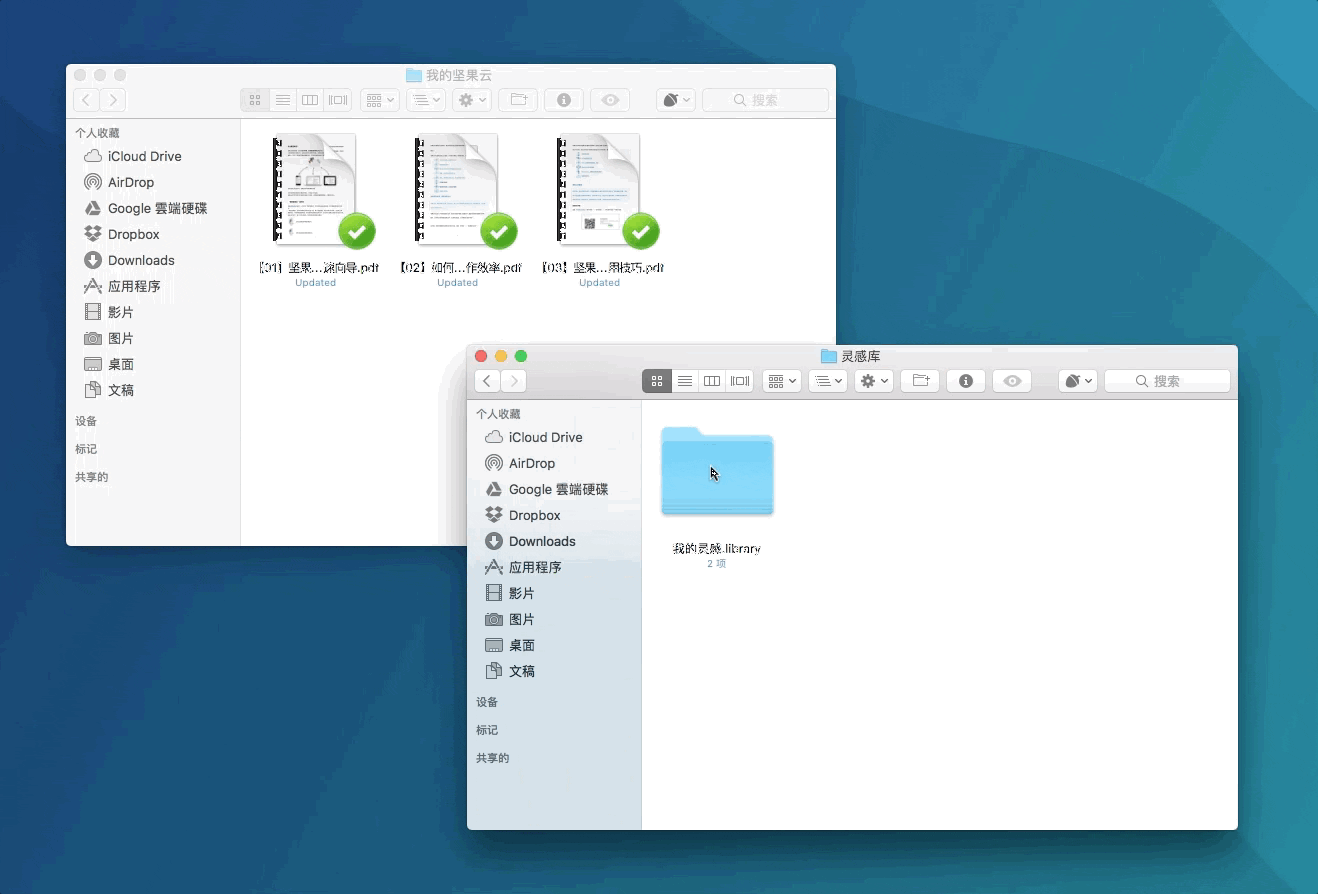 我的坚果云
搜索
个人收藏
iCloud Drive
AirDrop
Google 雲端硬碟
Dropbox
Downloads
应用程序
影片
图片
桌面
文稿
设备
标记
共享的
【01】坚果…速向导.pdf
Updated
【02】如何…作效率.pdf
Updated
【03】坚果…用技巧.pdf
Updated
灵感库
搜索
个人收藏
iCloud Drive
AirDrop
Google 雲端硬碟
Dropbox
Downloads
应用程序
影片
图片
桌面
文稿
设备
标记
共享的
我的灵感.library
2 项